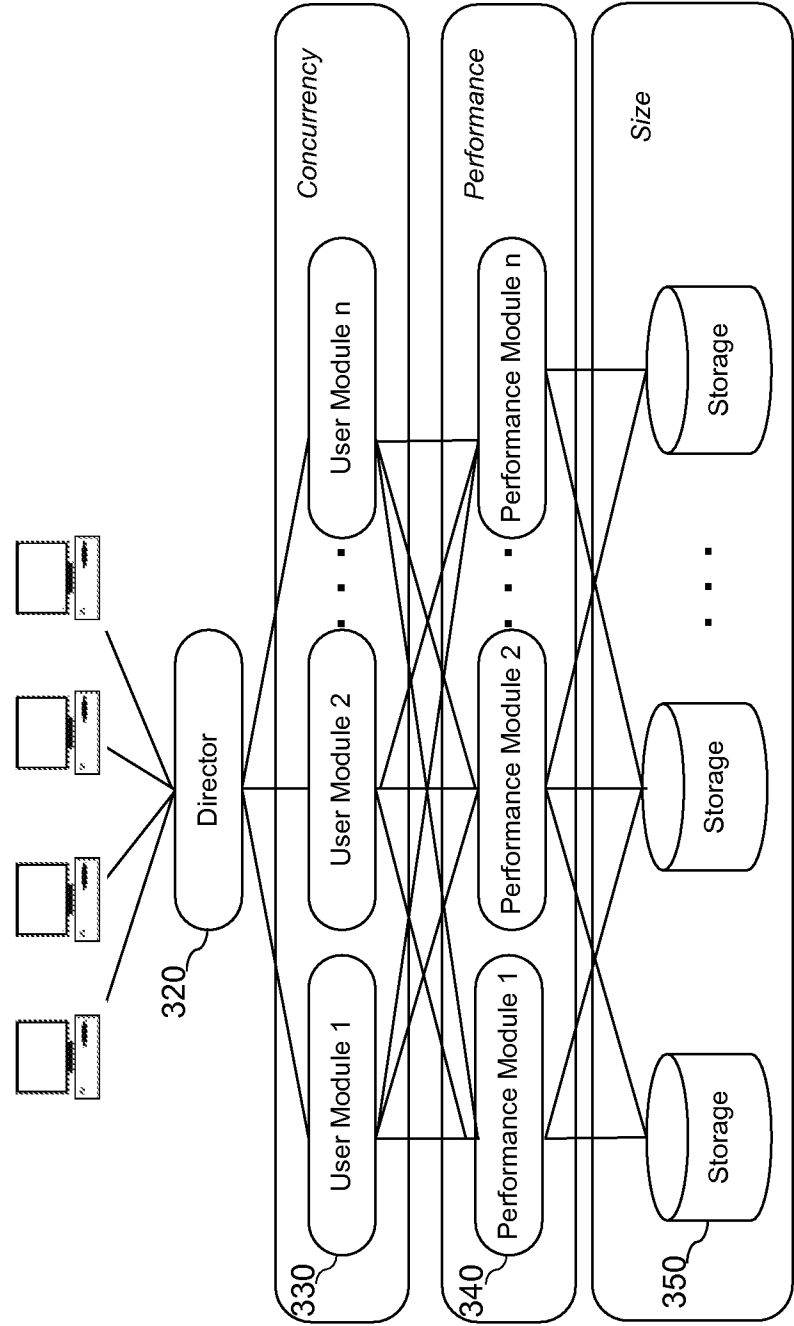 Director
320
Concurrency
User Module 1
User Module 2
. . .
User Module n
330
Performance
Performance Module 1
Performance Module 2
. . .
Performance Module n
340
Size
Storage
Storage
. . .
Storage
350